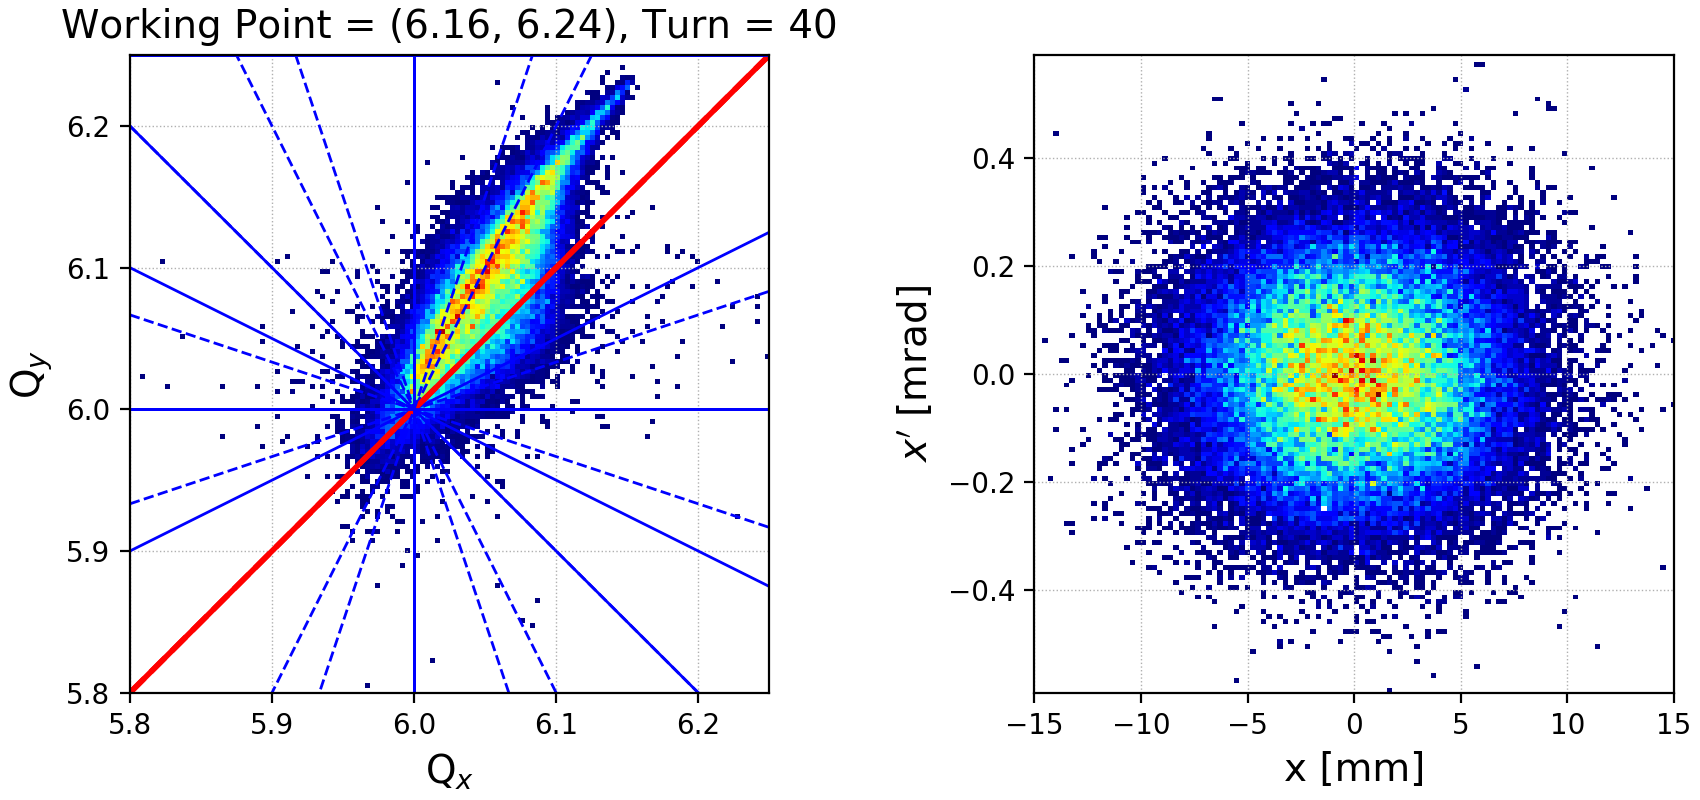 Working Point = (6.16, 6.24), Turn = 40
6.2
6.1
6.0
5.9
5.8
Qy
5.8 5.9 6.0 6.1 6.2
Qx
0.4
0.2
0.0
−0.2
−0.4
x′ [mrad]
−15 −10 −5 0 5 10 15
x [mm]